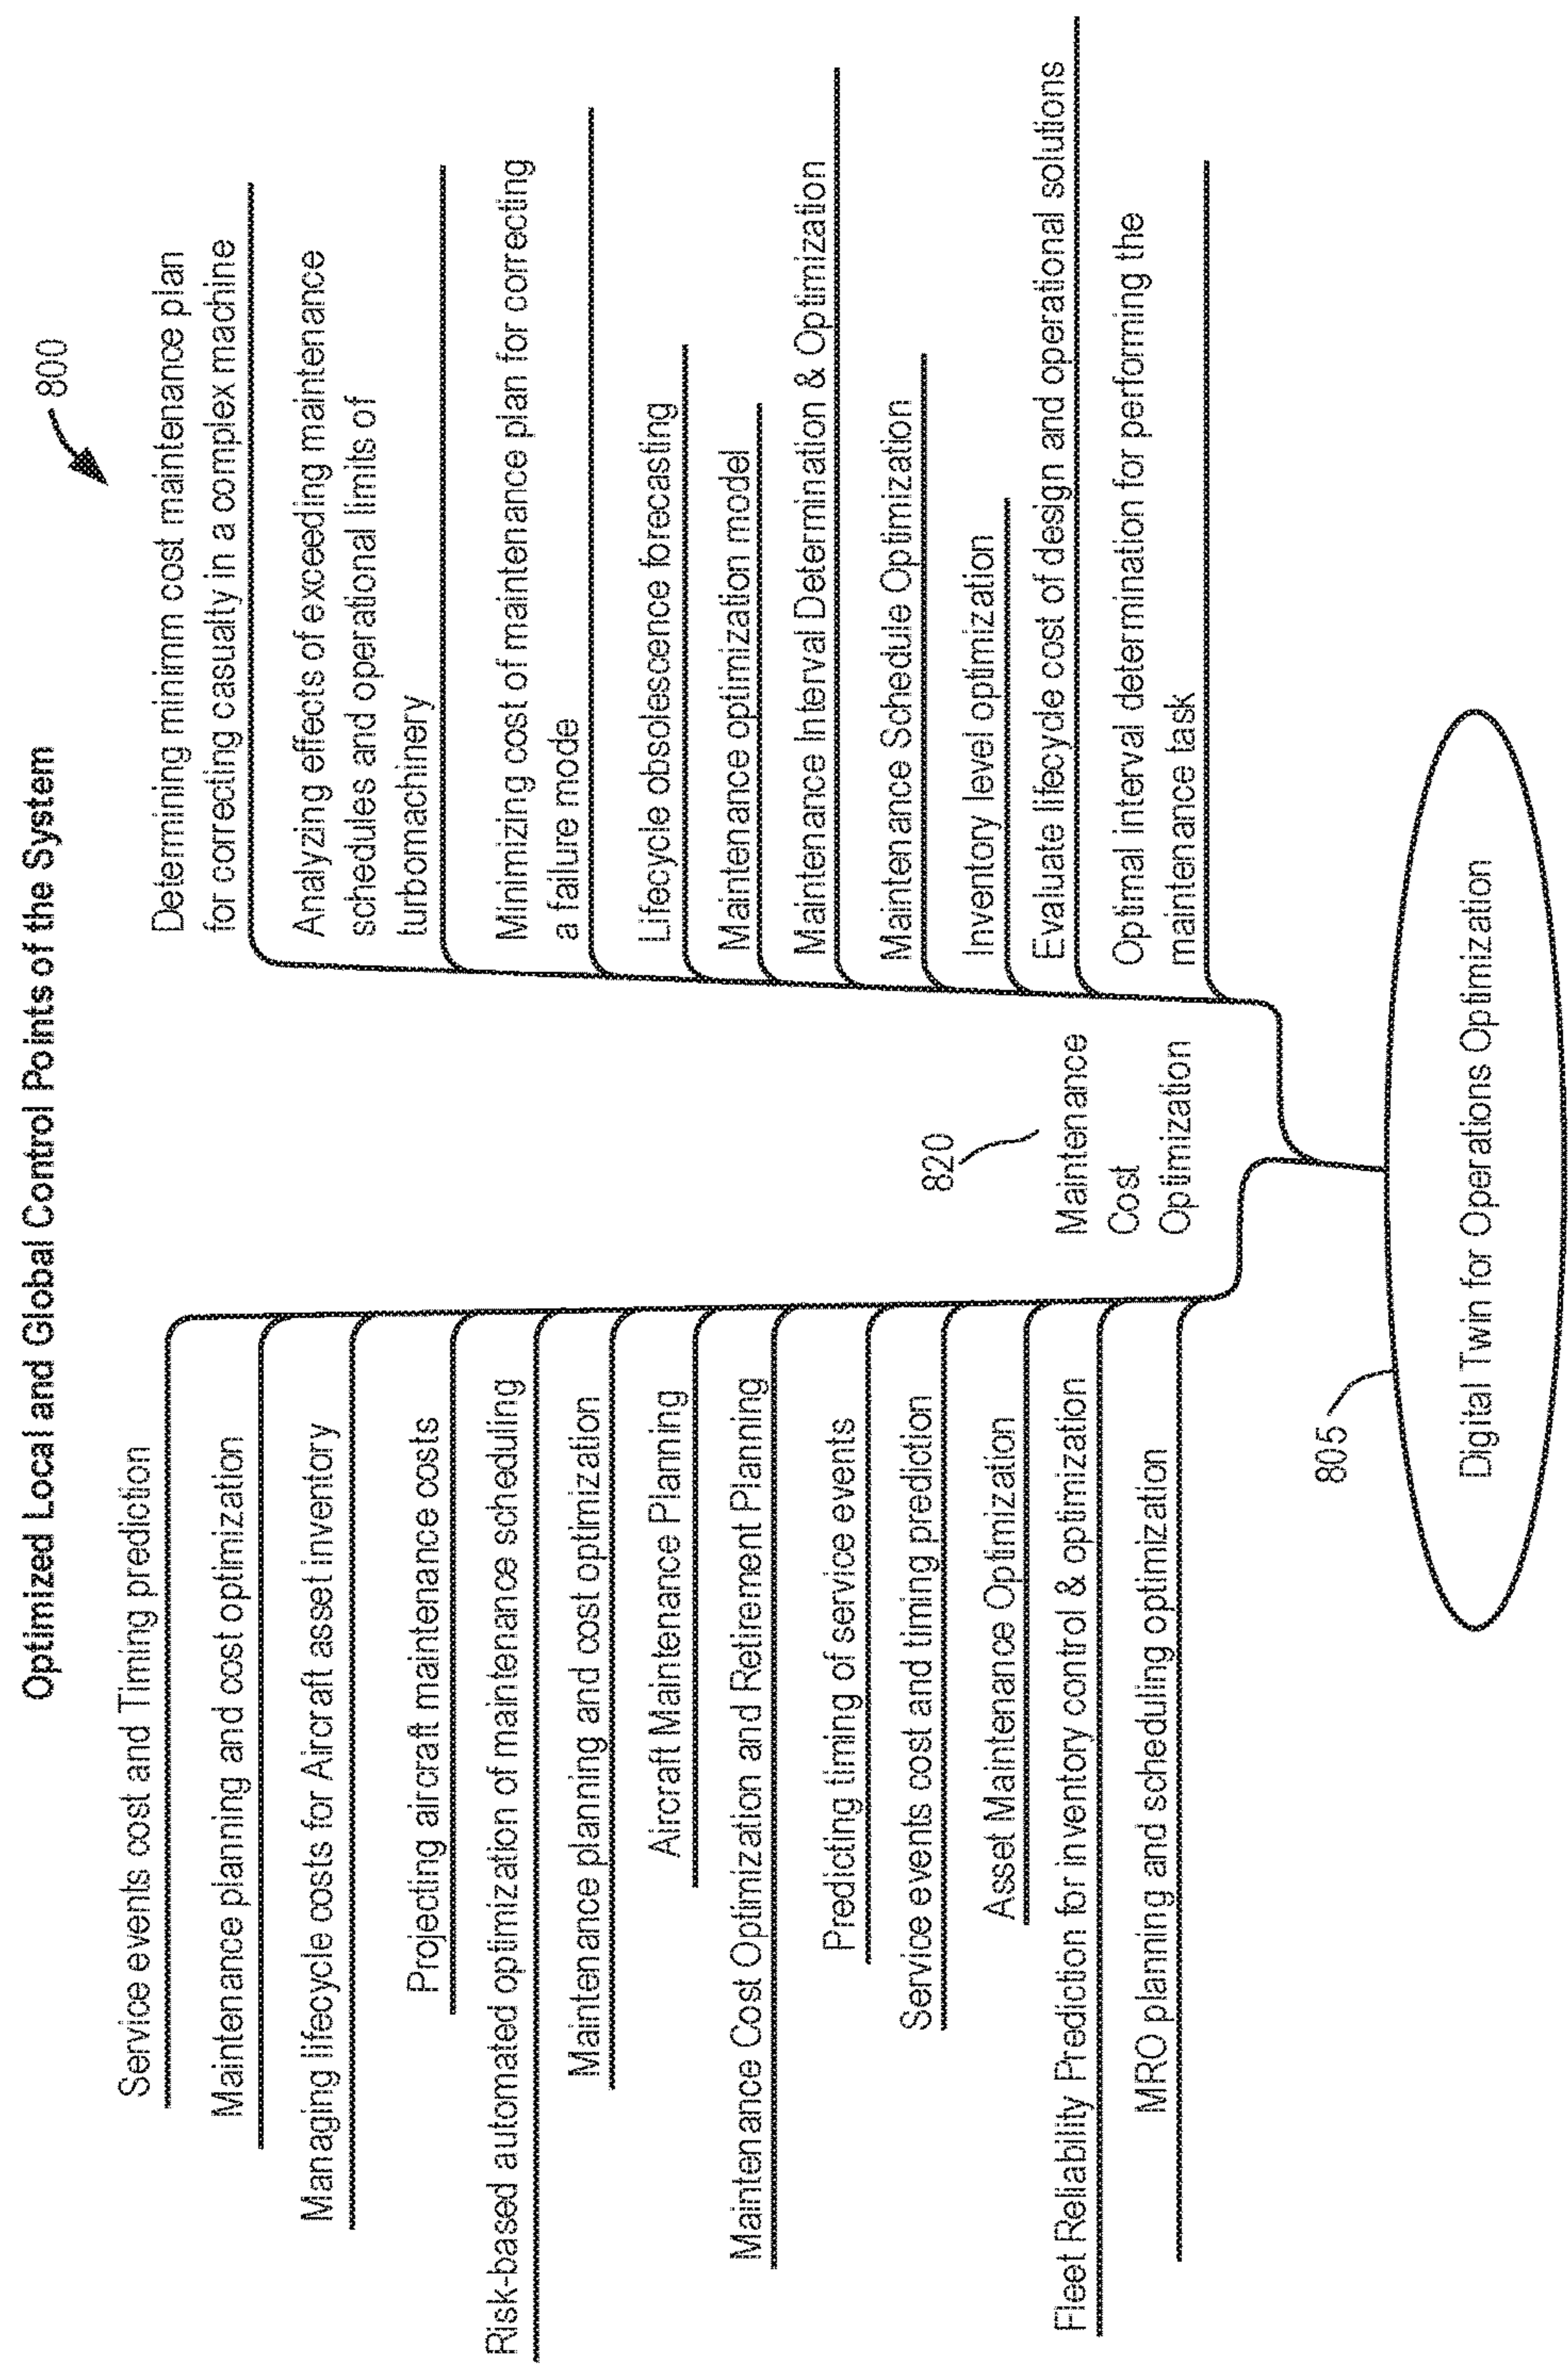 Optimized Local and Global Control Points of the System
800
Service events cost and Timing prediction
Maintenance planning and cost optimization
Managing lifecycle costs for Aircraft asset inventory
Projecting aircraft maintenance costs
Risk-based automated optimization of maintenance scheduling
Maintenance planning and cost optimization
Aircraft Maintenance Planning
Maintenance Cost Optimization and Retirement Planning
Predicting timing of service events
Service events cost and timing prediction
Asset Maintenance Optimization
Fleet Reliability Prediction for inventory control & optimization
MRO planning and scheduling optimization
820
Maintenance
Cost
Optimization
Determining minimm cost maintenance plan
for correcting casualty in a complex machine
Analyzing effects of exceeding maintenance
schedules and operational limits of
turbomachinery
Minimizing cost of maintenance plan for correcting
a failure mode
Lifecycle obsolescence forecasting
Maintenance optimization model
Maintenance Interval Determination & Optimization
Maintenance Schedule Optimization
Inventory level optimization
Evaluate lifecycle cost of design and operational solutions
Optimal interval determination for performing the
maintenance task
805
Digital Twin for Operations Optimization